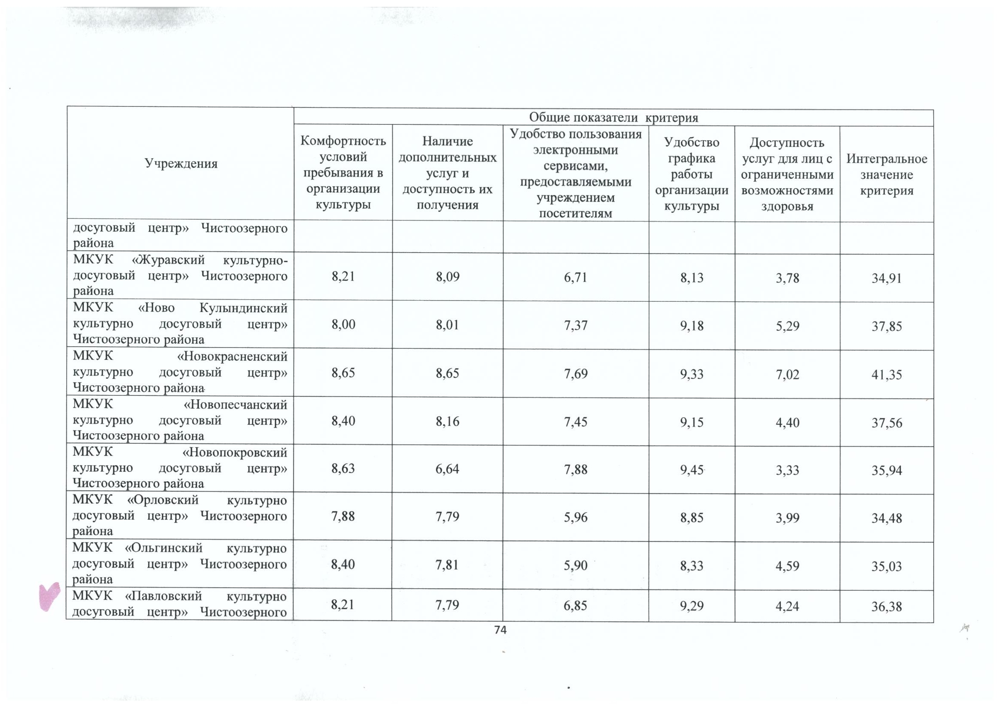 Учреждения
Общие показатели критерия
Комфортность
условий
пребывания в
организации
культуры
Наличие
дополнительных
услуг и
доступность их
получения
Удобство пользования
электронными
сервисами,
предоставляемыми
учреждением
посетителям
Удобство
графика
работы
организации
культуры
Доступность
услуг для лиц с
ограниченными
возможностями
здоровья
Интегральное
значение
критерия
досуговый центр» Чистоозерного
района
МКУК «Журавский культурно-
досуговый центр» Чистоозерного
района
8,21 8,09 6,71 8,13 3,78 34,91
МКУК «Ново Кулындинский
культурно досуговый центр»
Чистоозерного района
8,00 8,01 7,37 9,18 5,29 37,85
МКУК «Новокрасненский
культурно досуговый центр»
Чистоозерного района
8,65 8,65 7,69 9,33 7,02 41,35
МКУК «Новопесчанский
культурно досуговый центр»
Чистоозерного района
8,40 8,16 7,45 9,15 4,40 37,56
МКУК «Новопокровский
культурно досуговый центр»
Чистоозерного района
8,63 6,64 7,88 9,45 3,33 35,94
МКУК «Орловский культурно
досуговый центр» Чистоозерного
района
7,88 7,79 5,96 8,85 3,99 34,48
МКУК «Ольгинский культурно
досуговый центр» Чистоозерного
района
8,40 7,81 5,90 8,33 4,59 35,03
МКУК «Павловский культурно
досуговый центр» Чистоозерного
8,21 7,79 6,85 9,29 4,24 36,38
74